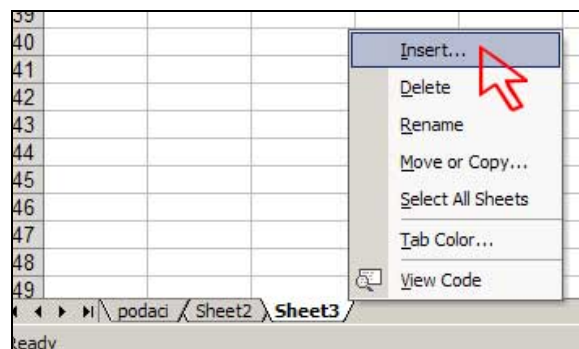 39
40
Insert...
41
Delete
42
43
Rename
44
Move or Copy...
45
Select All Sheets
46
47
Tab Color...
48
View Code
49
podaci Sheet2 Sheet3
Ready